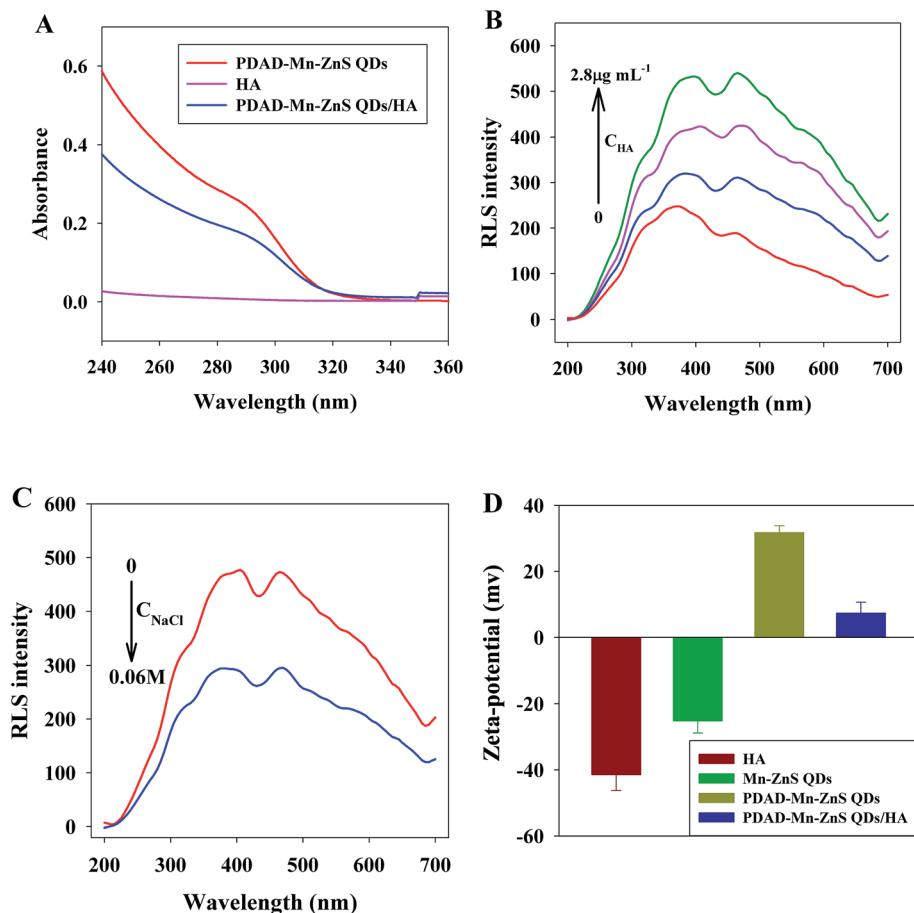 A
PDAD-Mn-ZnS QDs
HA
PDAD-Mn-ZnS QDs/HA
0.6
0.4
0.2
0.0
Absorbance
240 260 280 300 320 340 360
Wavelength (nm)
B
2.8μg mL⁻¹
C_HA
0
600
500
400
300
200
100
0
RLS intensity
200 300 400 500 600 700
Wavelength (nm)
C
0
C_NaCl
0.06M
600
500
400
300
200
100
0
RLS intensity
200 300 400 500 600 700
Wavelength (nm)
D
40
20
0
-20
-40
-60
Zeta-potential (mv)
HA
Mn-ZnS QDs
PDAD-Mn-ZnS QDs
PDAD-Mn-ZnS QDs/HA